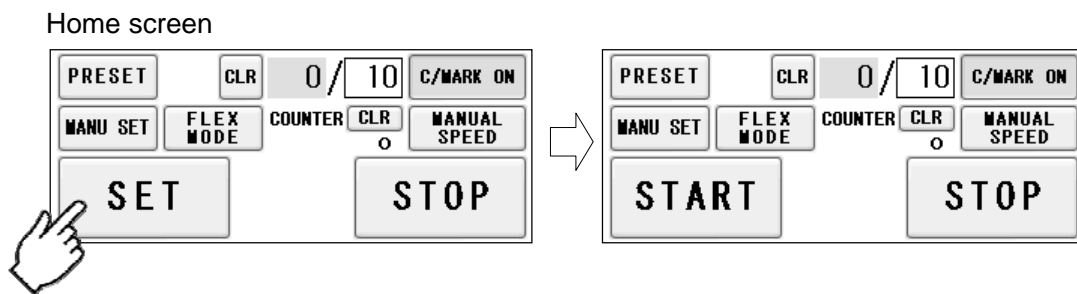 Home screen
PRESET CLR 0 / 10 C/MARK ON
MANU SET FLEX MODE COUNTER CLR 0 MANUAL SPEED
SET STOP
PRESET CLR 0 / 10 C/MARK ON
MANU SET FLEX MODE COUNTER CLR 0 MANUAL SPEED
START STOP